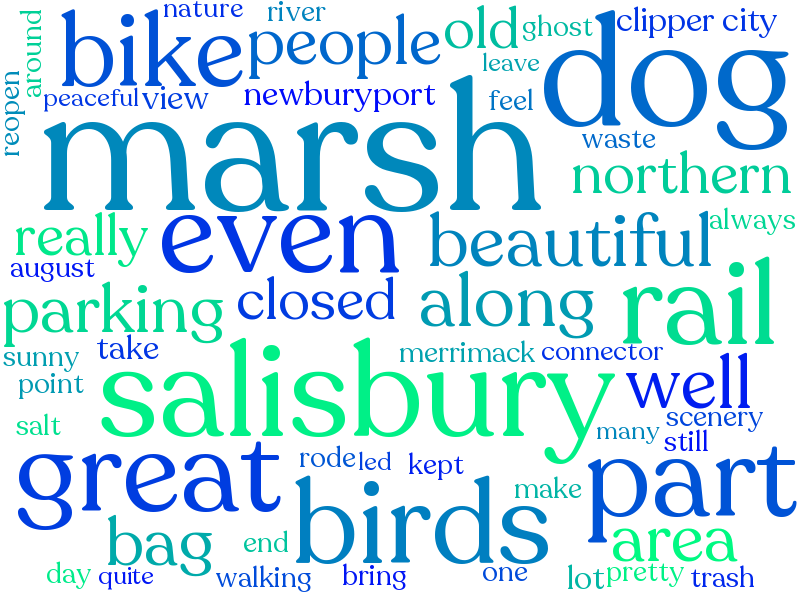 nature river
around bike people old ghost clipper city
leave dog
reopen peaceful view newburyport feel
waste
marsh
northern
really even beautiful always
august
parking closed along rail
sunny take merrimack connector
point salisbury well
salt scenery
many still
great rode led kept part
birds make
bag end area
day quite walking bring one lot pretty trash